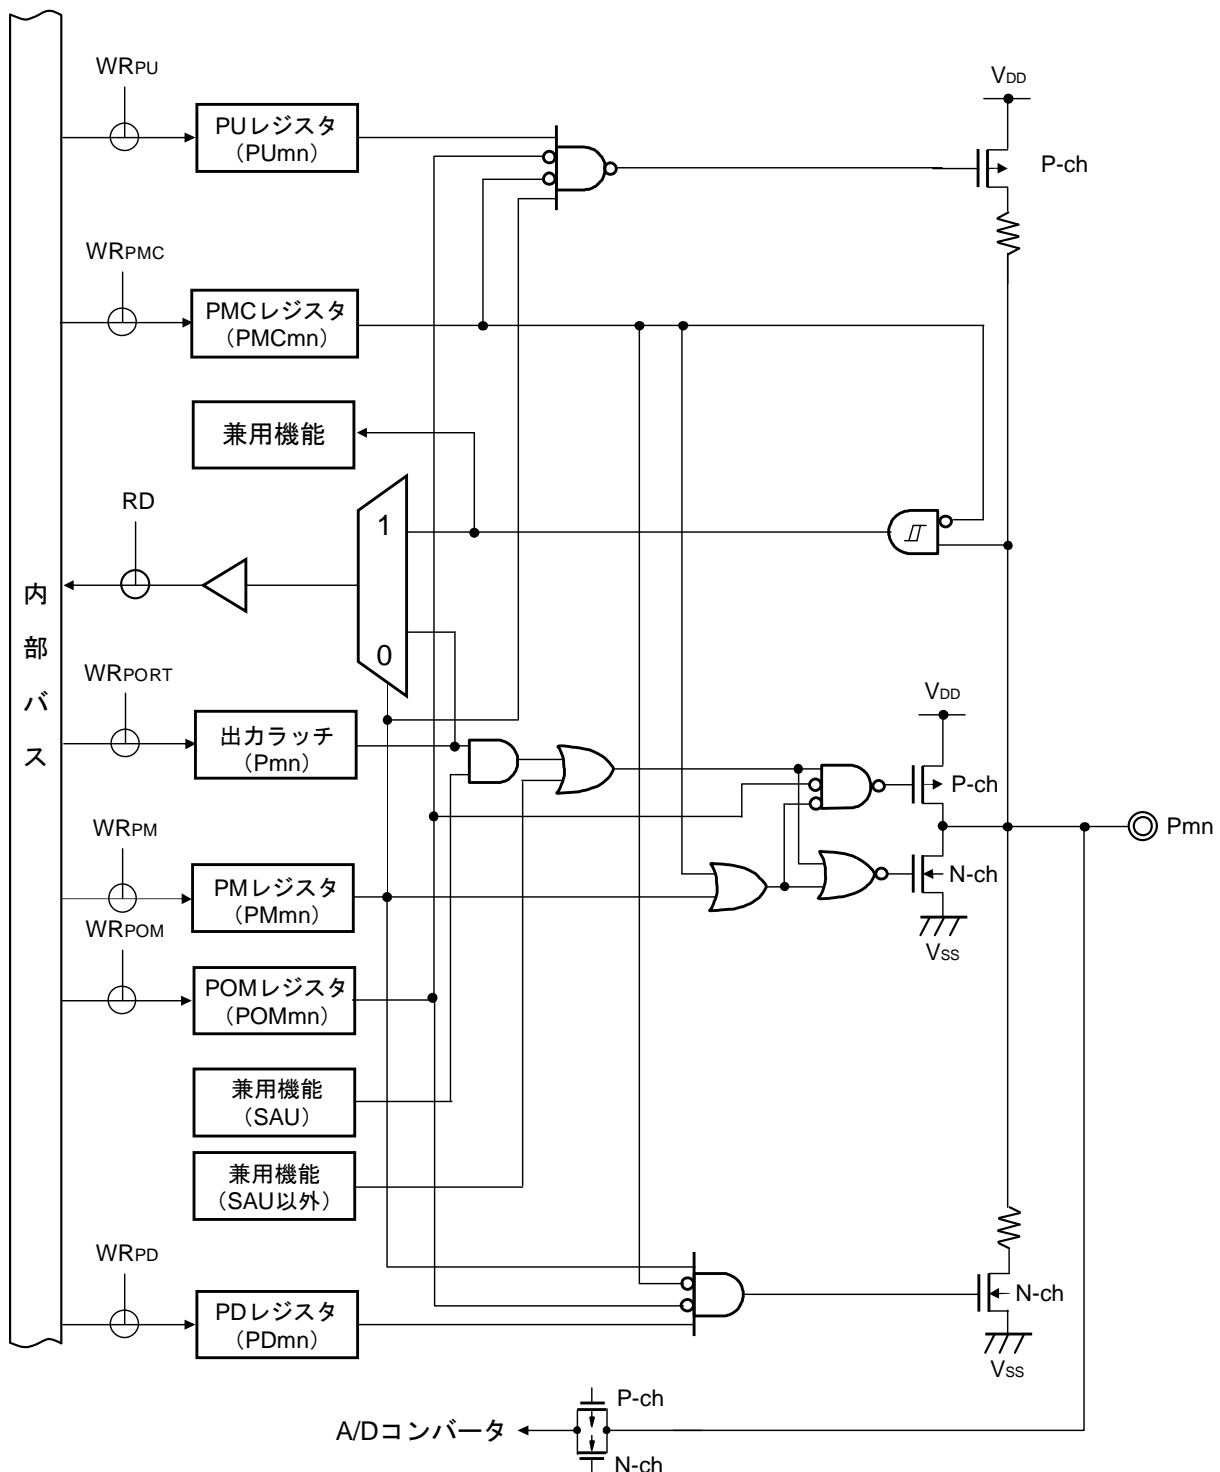 WRPU
PUレジスタ
(PUmn)
VDD
P-ch
WRPMC
PMCレジスタ
(PMCmn)
兼用機能
RD
1
0
内部バス
WRPORT
出力ラッチ
(Pmn)
VDD
P-ch
Pmn
N-ch
VSS
WRPM
PMレジスタ
(PMmn)
WRPOM
POMレジスタ
(POMmn)
兼用機能
(SAU)
兼用機能
(SAU以外)
WRPD
PDレジスタ
(PDmn)
N-ch
VSS
P-ch
A/Dコンバータ
N-ch